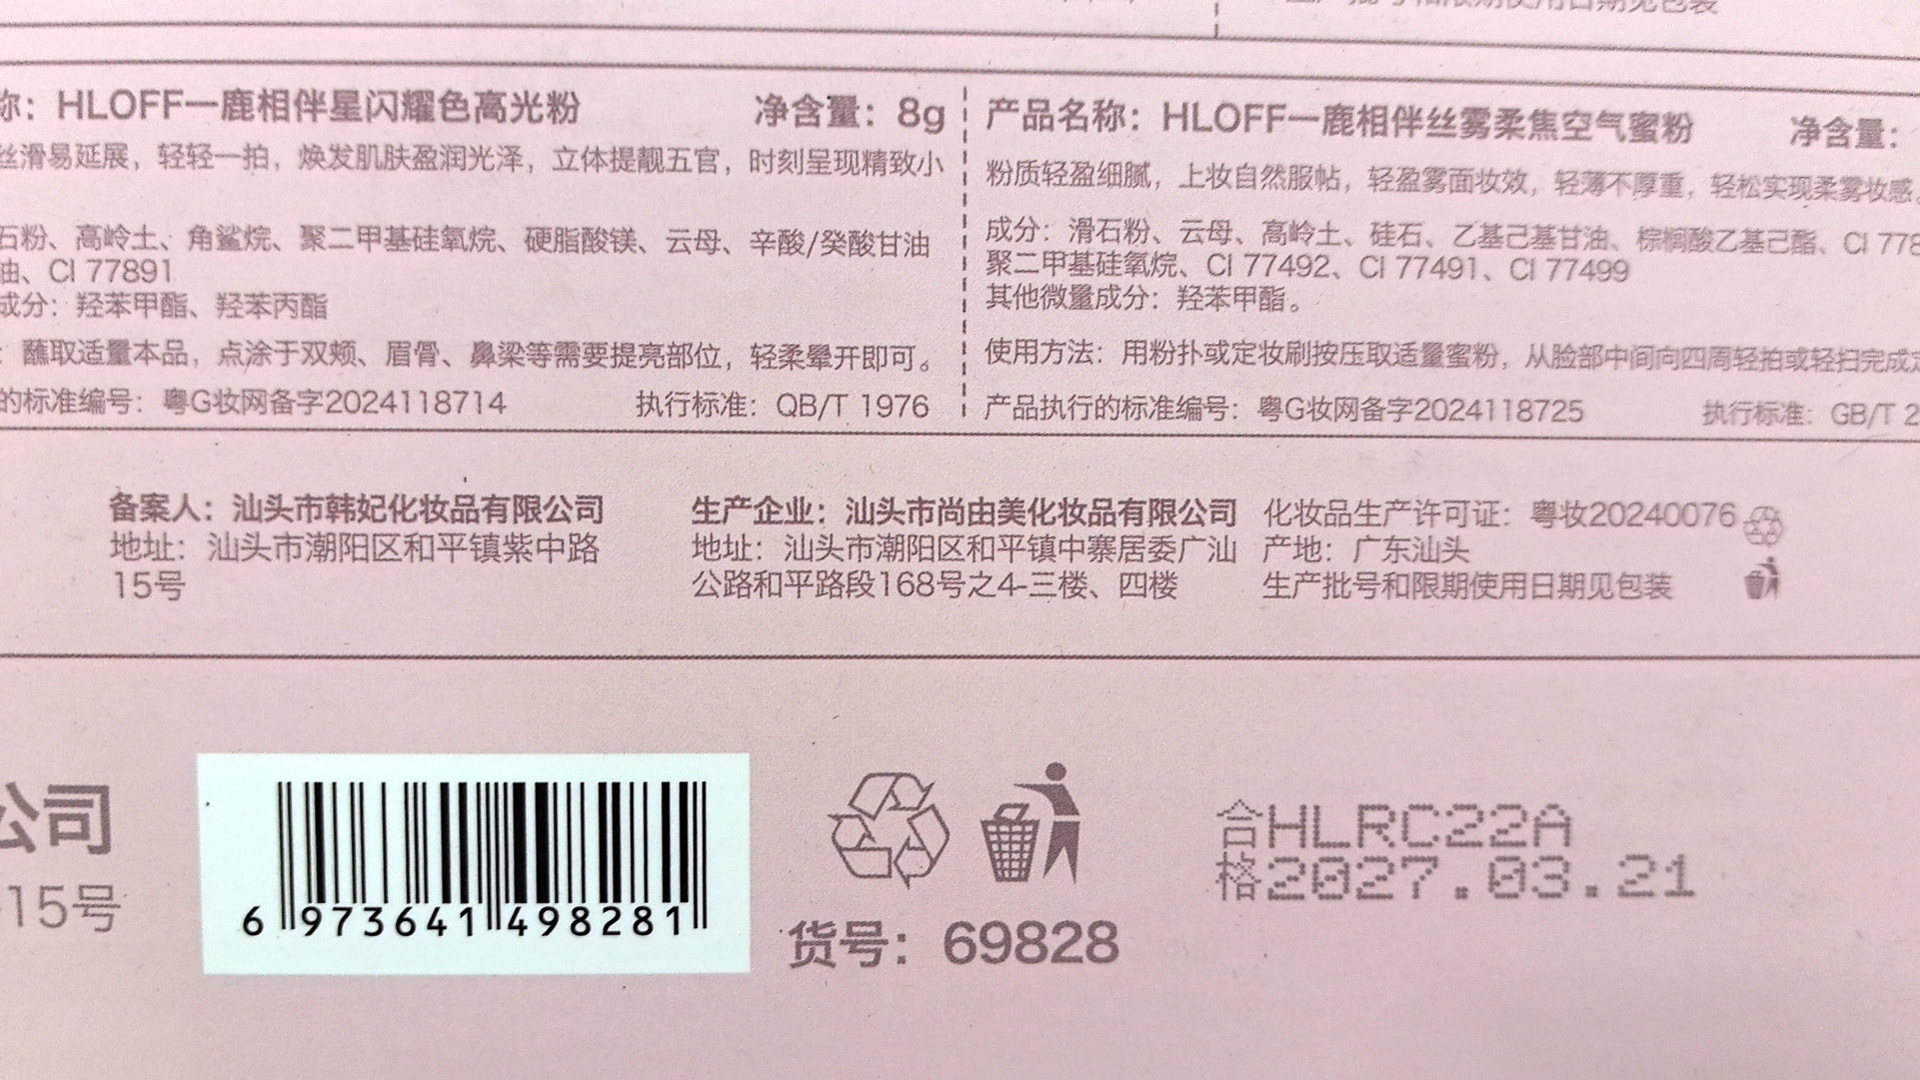 生产批号和限期使用日期见包装
称：HLOFF一鹿相伴星闪耀色高光粉 净含量：8g
丝滑易延展，轻轻一拍，焕发肌肤盈润光泽，立体提靓五官，时刻呈现精致小
石粉、高岭土、角鲨烷、聚二甲基硅氧烷、硬脂酸镁、云母、辛酸/癸酸甘油
油、CI 77891
成分：羟苯甲酯、羟苯丙酯
：蘸取适量本品，点涂于双颊、眉骨、鼻梁等需要提亮部位，轻柔晕开即可。
的标准编号：粤G妆网备字2024118714 执行标准：QB/T 1976
产品名称：HLOFF一鹿相伴丝雾柔焦空气蜜粉 净含量：
粉质轻盈细腻，上妆自然服帖，轻盈雾面妆效，轻薄不厚重，轻松实现柔雾妆感。
成分：滑石粉、云母、高岭土、硅石、乙基己基甘油、棕榈酸乙基己酯、CI 778
聚二甲基硅氧烷、CI 77492、CI 77491、CI 77499
其他微量成分：羟苯甲酯。
使用方法：用粉扑或定妆刷按压取适量蜜粉，从脸部中间向四周轻拍或轻扫完成定
产品执行的标准编号：粤G妆网备字2024118725 执行标准：GB/T 2
备案人：汕头市韩妃化妆品有限公司
地址：汕头市潮阳区和平镇紫中路
15号
生产企业：汕头市尚由美化妆品有限公司
地址：汕头市潮阳区和平镇中寨居委广汕
公路和平路段168号之4-三楼、四楼
化妆品生产许可证：粤妆20240076
产地：广东汕头
生产批号和限期使用日期见包装
公司
15号
6 973641 498281
货号：69828
合HLRC22A
格2027.03.21